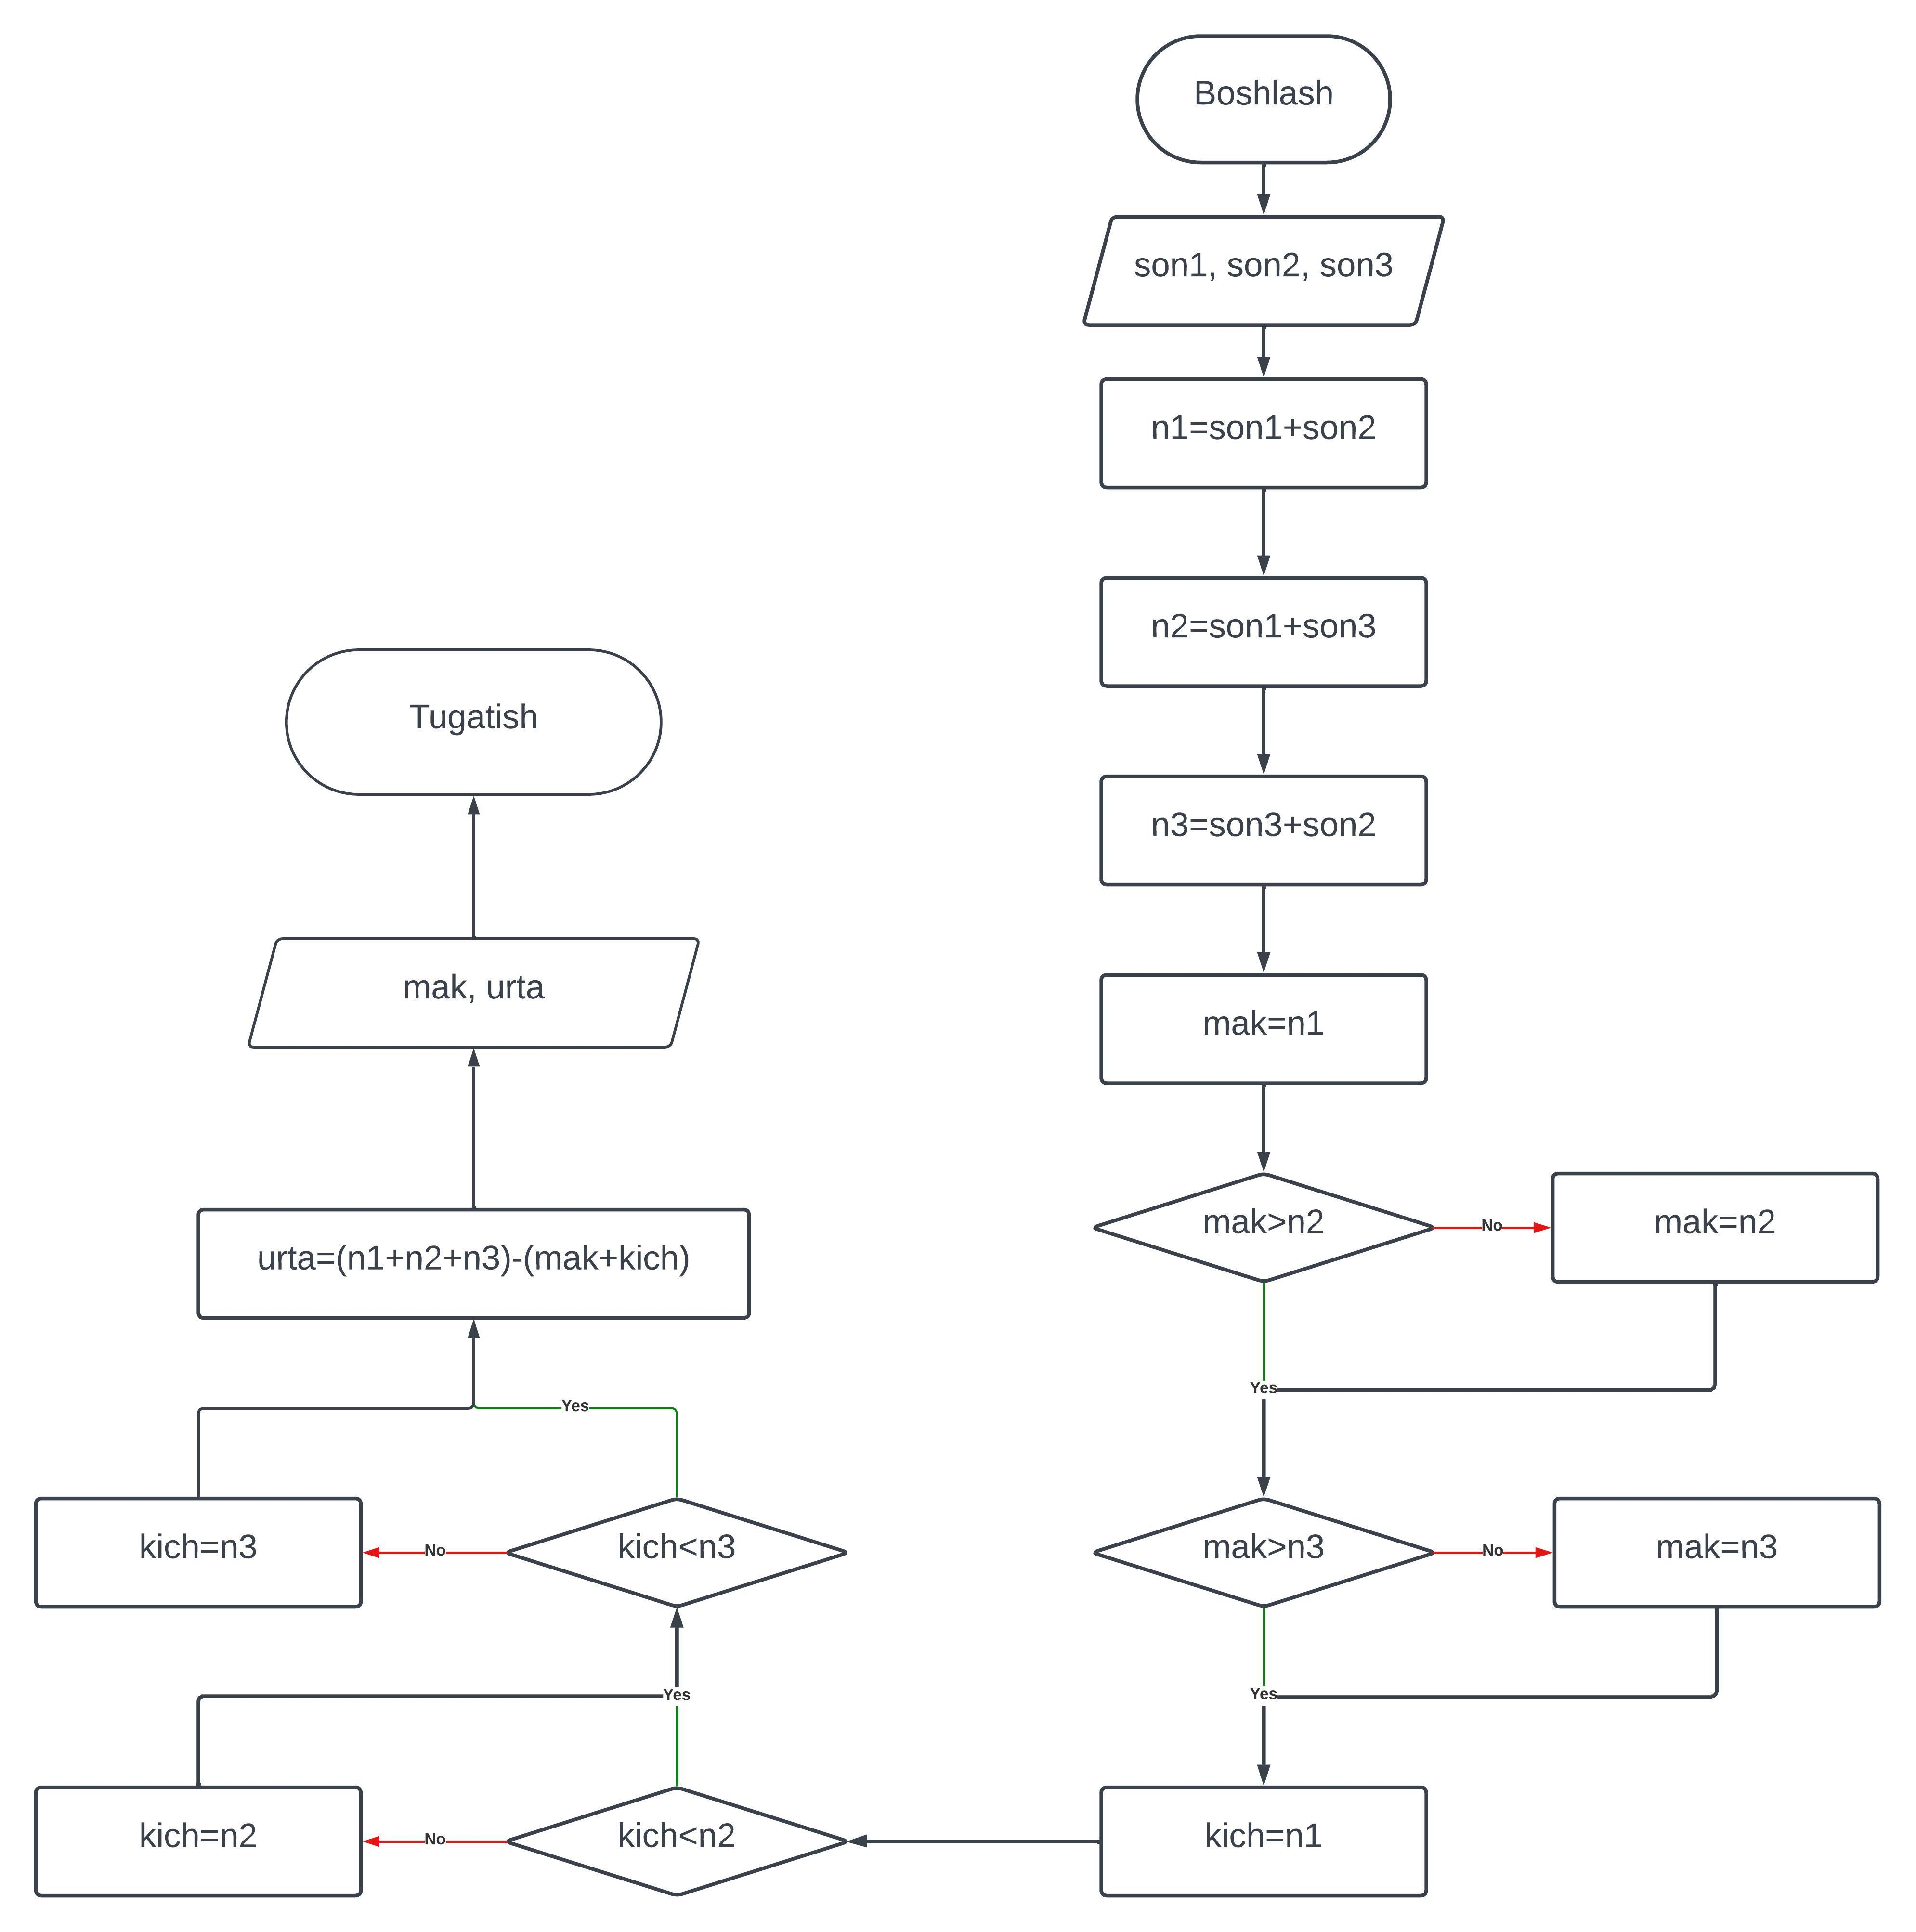 Boshlash
son1, son2, son3
n1=son1+son2
n2=son1+son3
n3=son3+son2
mak=n1
mak>n2
No
mak=n2
Yes
mak>n3
No
mak=n3
Yes
kich=n1
kich<n2
No
kich=n2
Yes
kich<n3
No
kich=n3
Yes
urta=(n1+n2+n3)-(mak+kich)
mak, urta
Tugatish